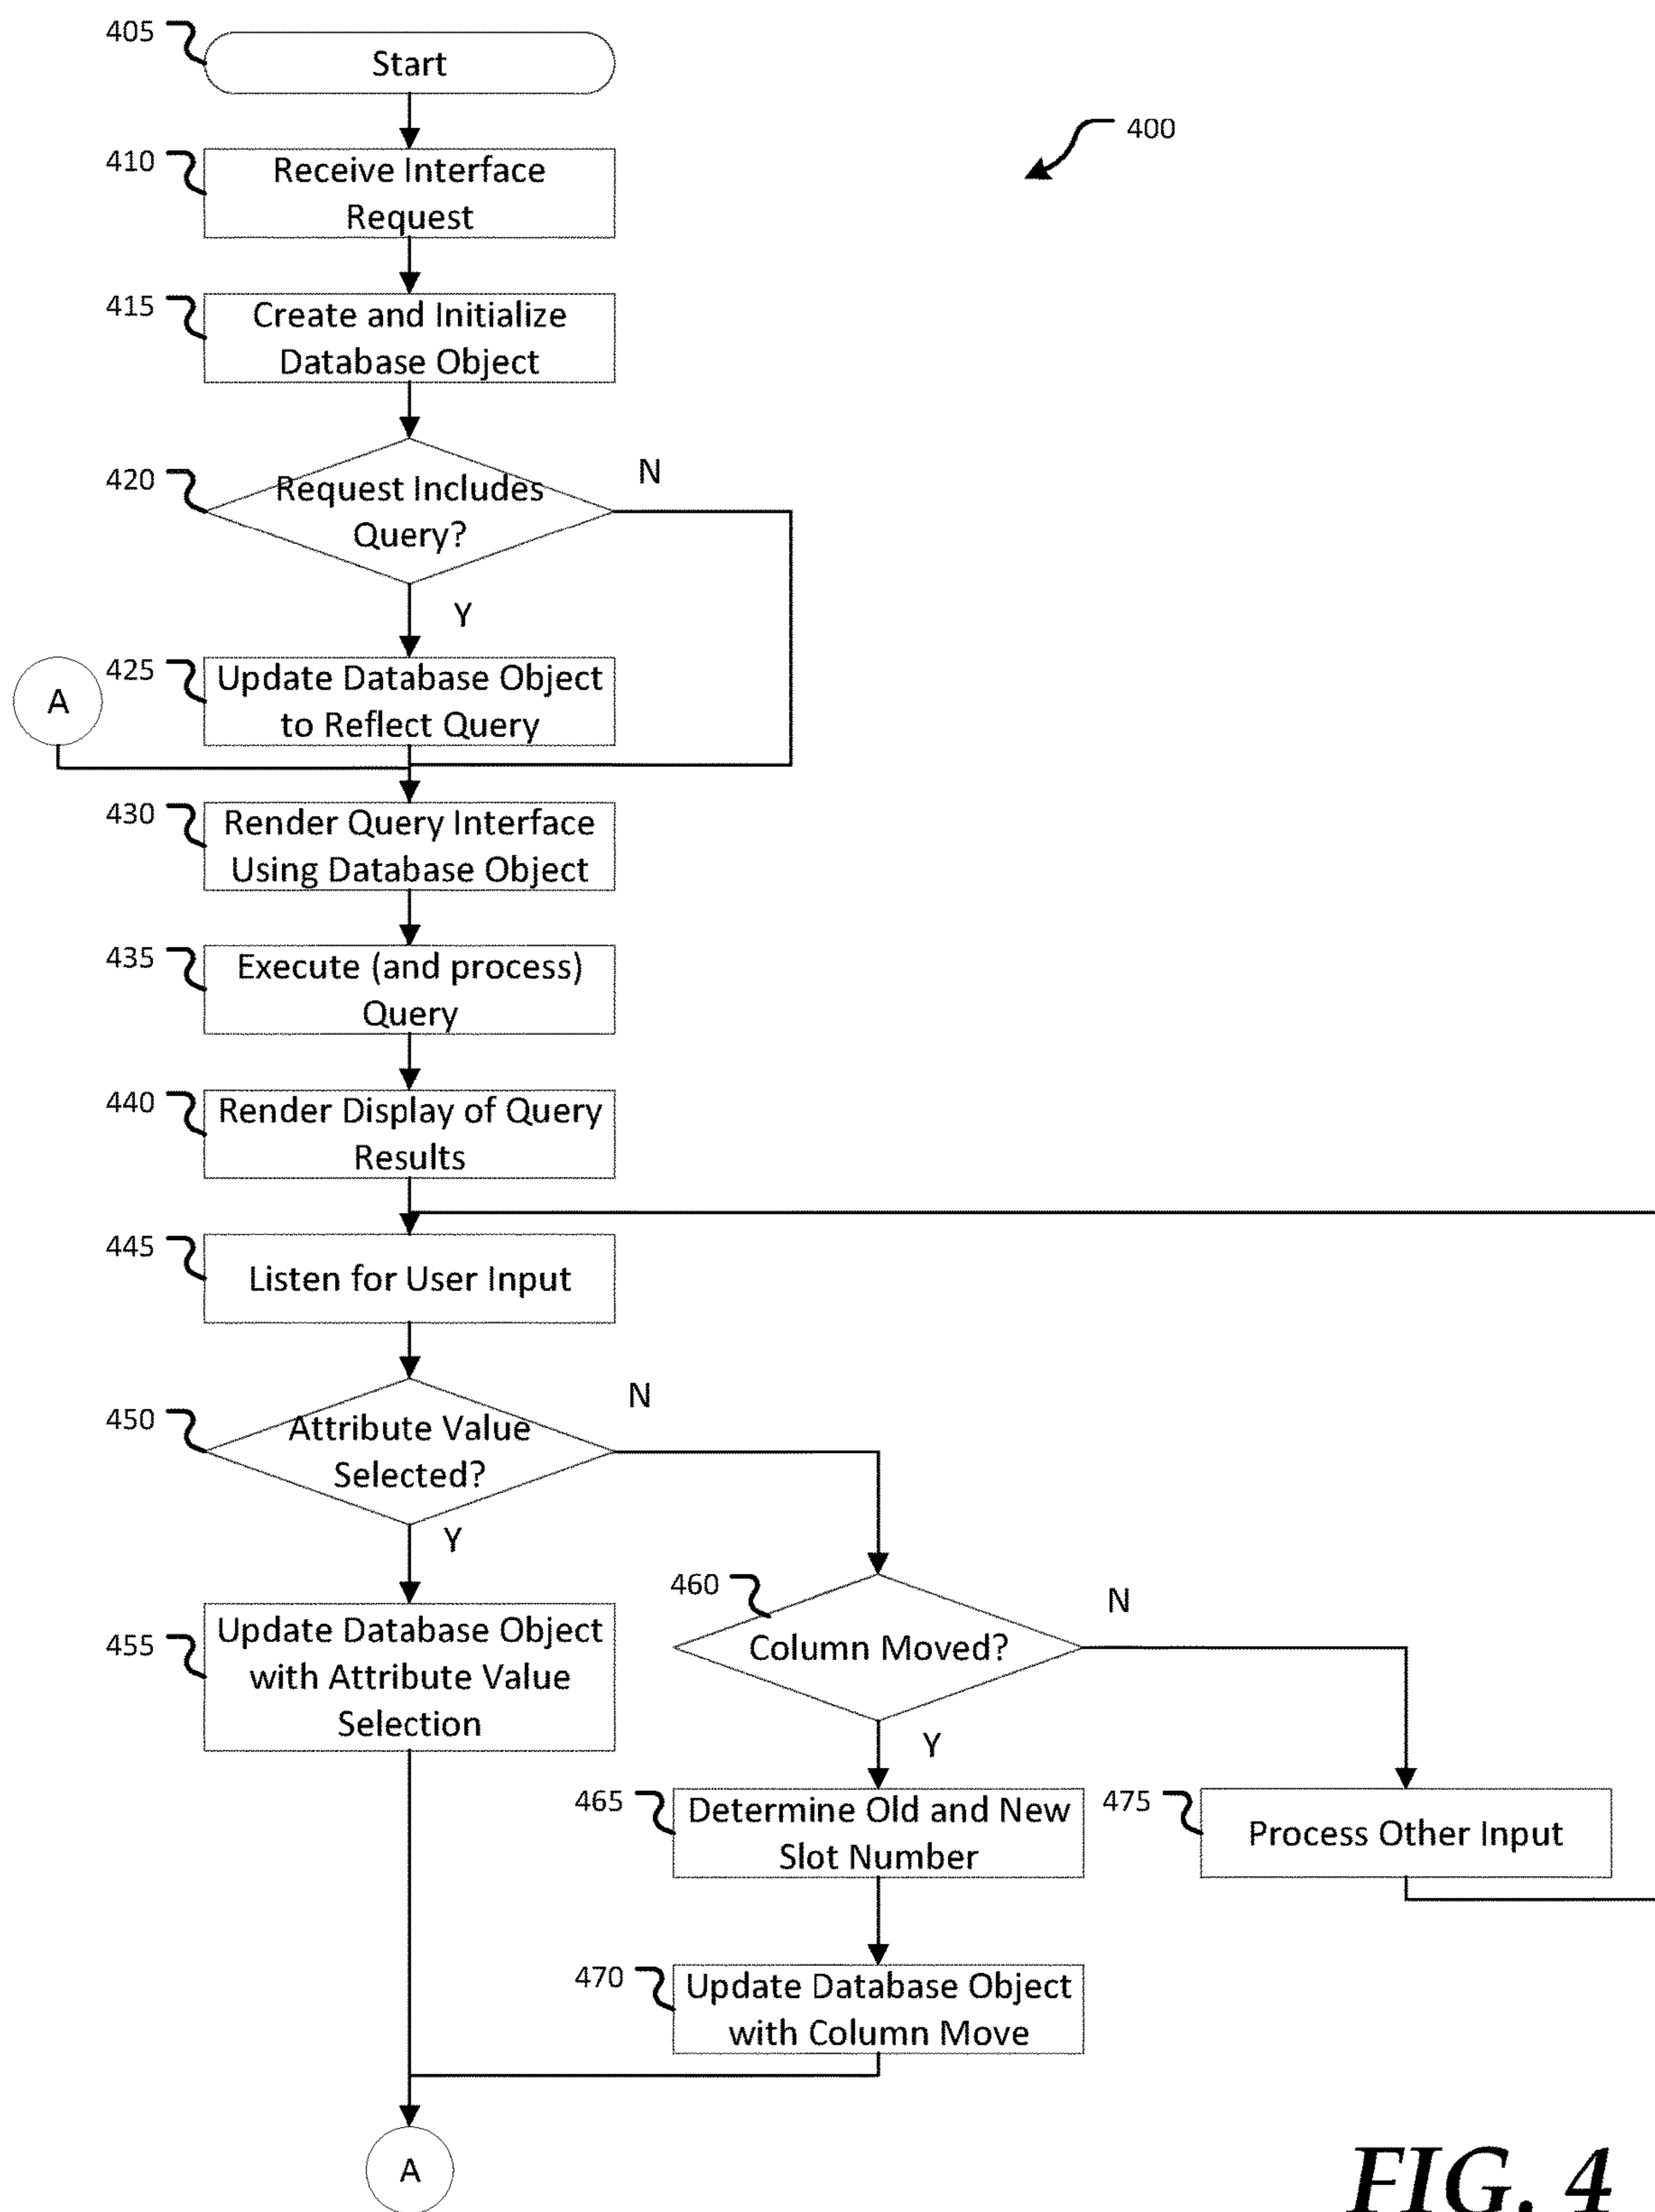 405
Start
400
410
Receive Interface
Request
415
Create and Initialize
Database Object
420
Request Includes
Query?
N
Y
A
425
Update Database Object
to Reflect Query
430
Render Query Interface
Using Database Object
435
Execute (and process)
Query
440
Render Display of Query
Results
445
Listen for User Input
450
Attribute Value
Selected?
N
Y
455
Update Database Object
with Attribute Value
Selection
460
Column Moved?
N
Y
465
Determine Old and New
Slot Number
475
Process Other Input
470
Update Database Object
with Column Move
A
FIG. 4